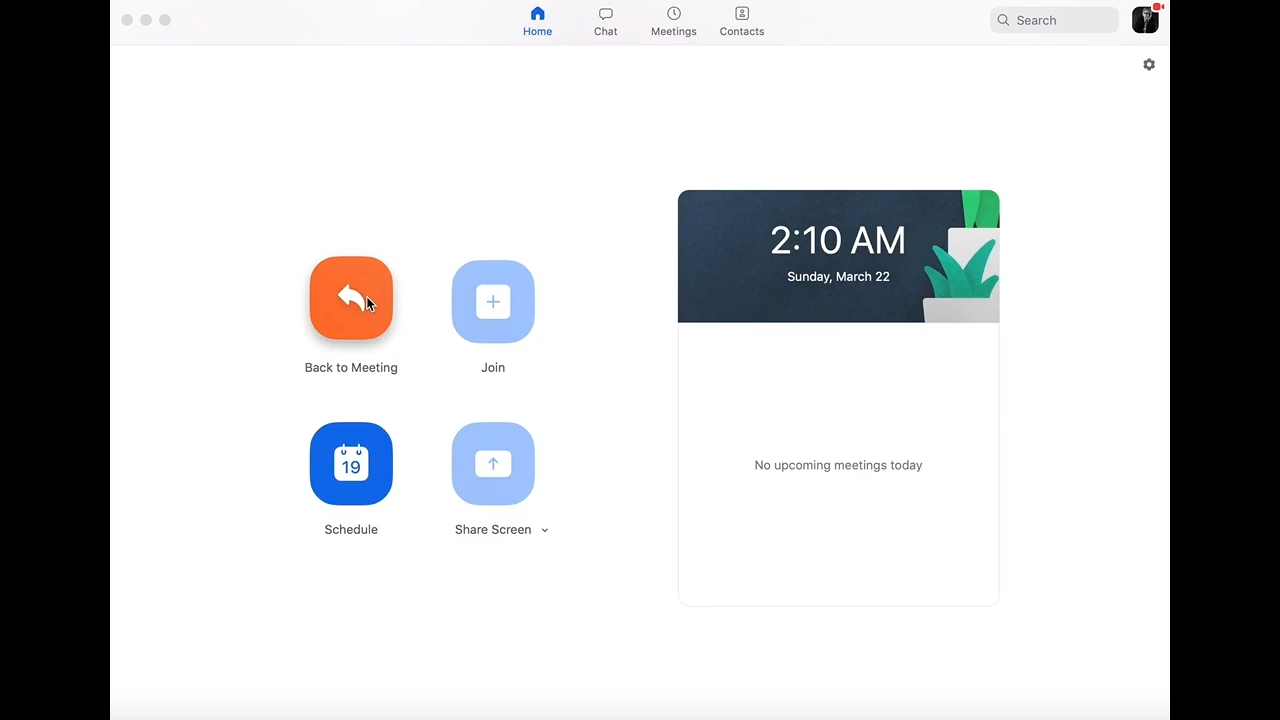 Home
Chat
Meetings
Contacts
Search
2:10 AM
Sunday, March 22
Back to Meeting
Join
19
Schedule
Share Screen
No upcoming meetings today